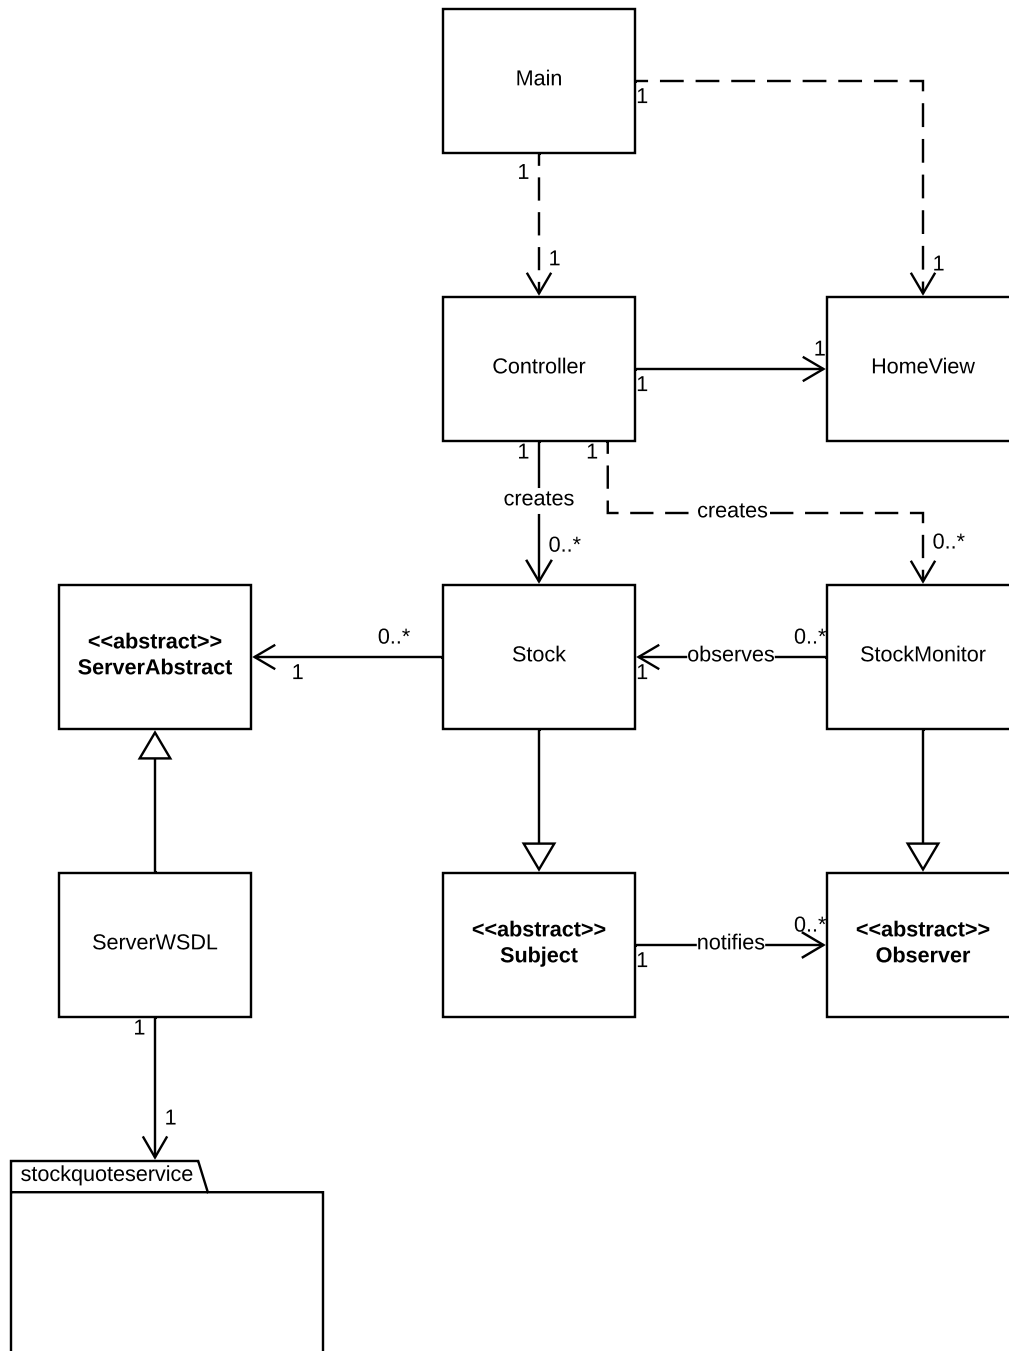 Main
1
1
1
1
Controller
HomeView
1
1
1
1
creates
creates
0..*
0..*
<<abstract>>
ServerAbstract
0..*
1
Stock
observes
0..*
1
StockMonitor
ServerWSDL
<<abstract>>
Subject
notifies
0..*
1
<<abstract>>
Observer
1
1
stockquoteservice